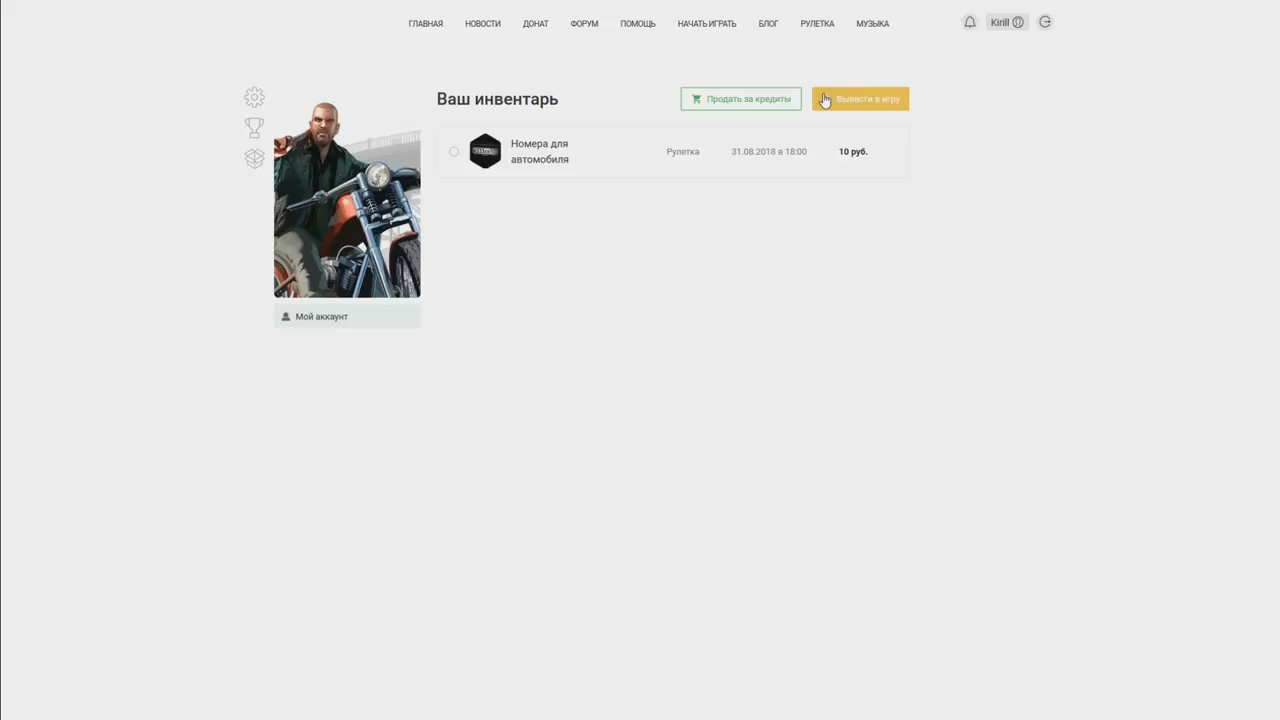 ГЛАВНАЯ НОВОСТИ ДОНАТ ФОРУМ ПОМОЩЬ НАЧАТЬ ИГРАТЬ БЛОГ РУЛЕТКА МУЗЫКА Kirill
Ваш инвентарь Продать за кредиты Вывести в игру
Номера для
автомобиля
Рулетка 31.08.2018 в 18:00 10 руб.
Мой аккаунт